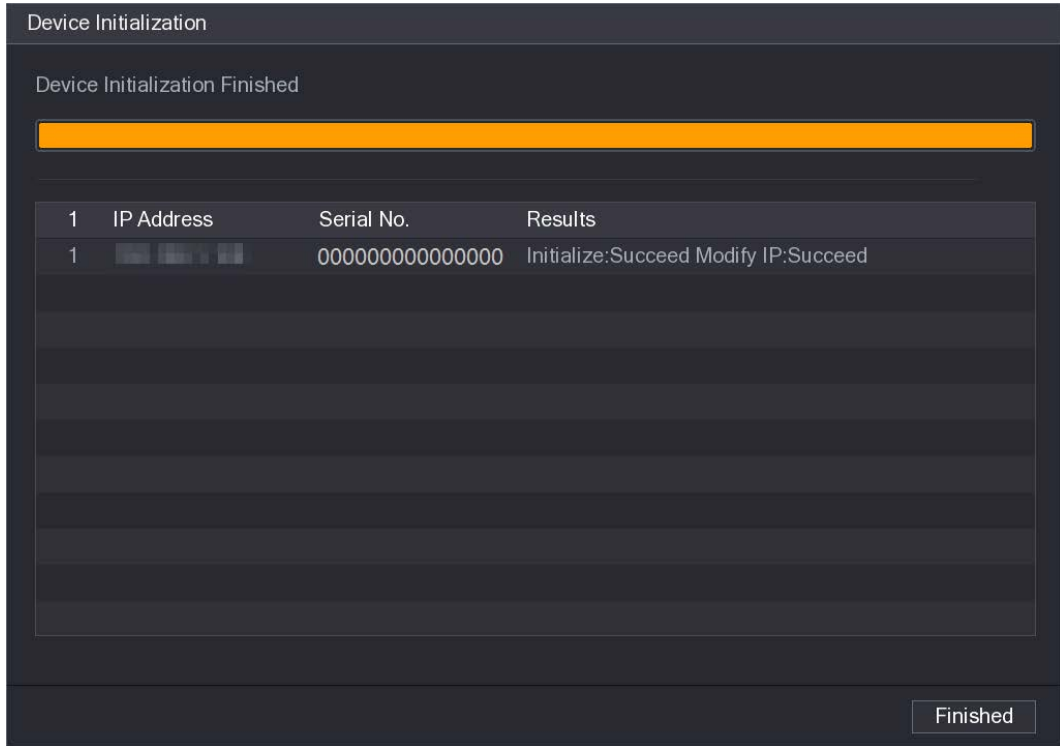 Device Initialization
Device Initialization Finished
1 IP Address Serial No. Results
1 000000000000000 Initialize:Succeed Modify IP:Succeed
Finished